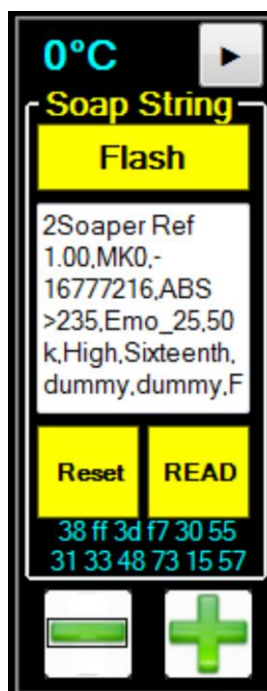 0°C
Soap String
Flash
2Soaper Ref
1.00,MK0,-
16777216,ABS
>235,Emo_25,50
k,High,Sixteenth,
dummy,dummy,F
Reset READ
38 ff 3d f7 30 55
31 33 48 73 15 57